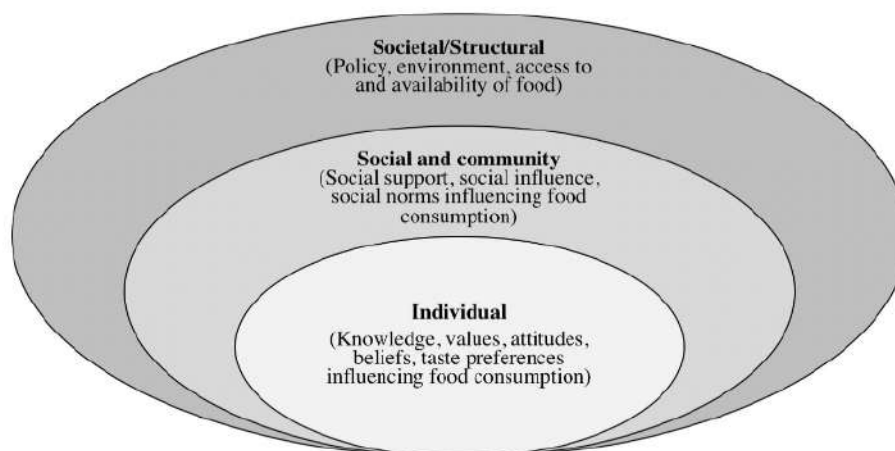 Societal/Structural
(Policy, environment, access to
and availability of food)
Social and community
(Social support, social influence,
social norms influencing food
consumption)
Individual
(Knowledge, values, attitudes,
beliefs, taste preferences
influencing food consumption)